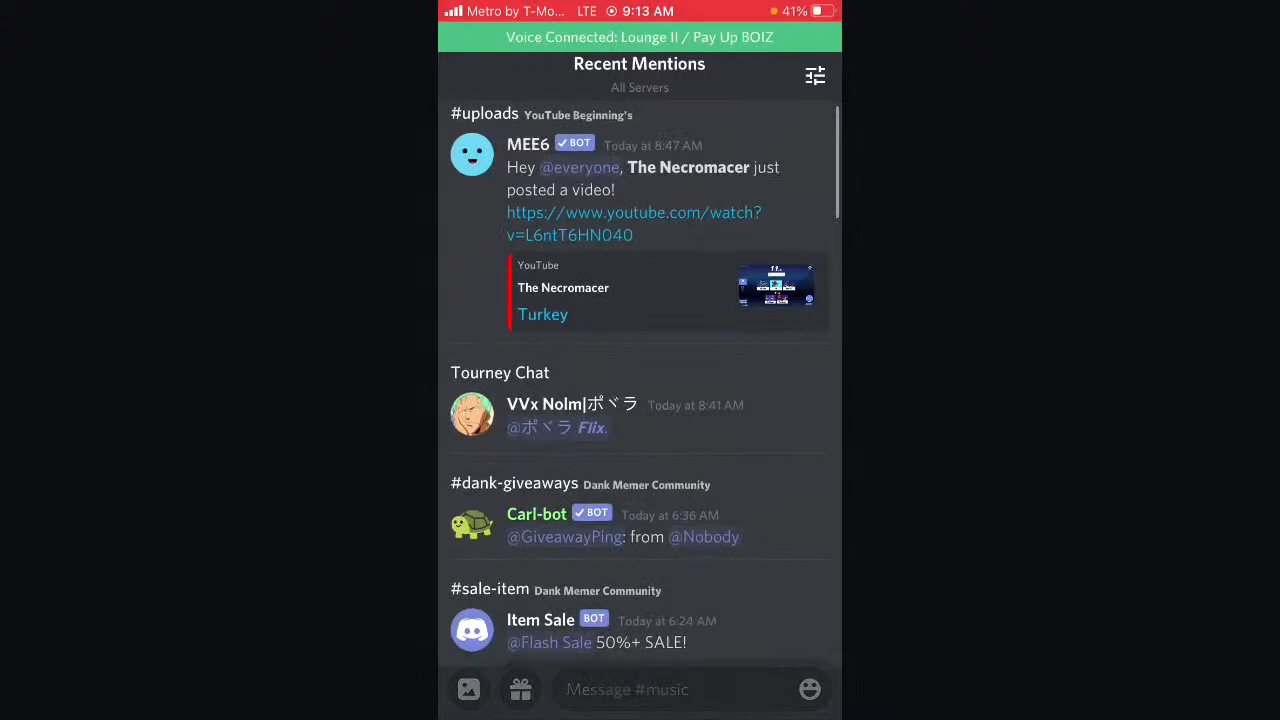 Metro by T-Mo... LTE 9:13 AM 41%
Voice Connected: Lounge II / Pay Up BOIZ
Recent Mentions
All Servers
#uploads YouTube Beginning's
MEE6 BOT Today at 8:47 AM
Hey @everyone, The Necromacer just
posted a video!
https://www.youtube.com/watch?
v=L6ntT6HN040
YouTube
The Necromacer
Turkey
Tourney Chat
VVx Nolm|ポヾラ Today at 8:41 AM
@ポヾラ Flix.
#dank-giveaways Dank Memer Community
Carl-bot BOT Today at 6:36 AM
@GiveawayPing: from @Nobody
#sale-item Dank Memer Community
Item Sale BOT Today at 6:24 AM
@Flash Sale 50%+ SALE!
Message #music